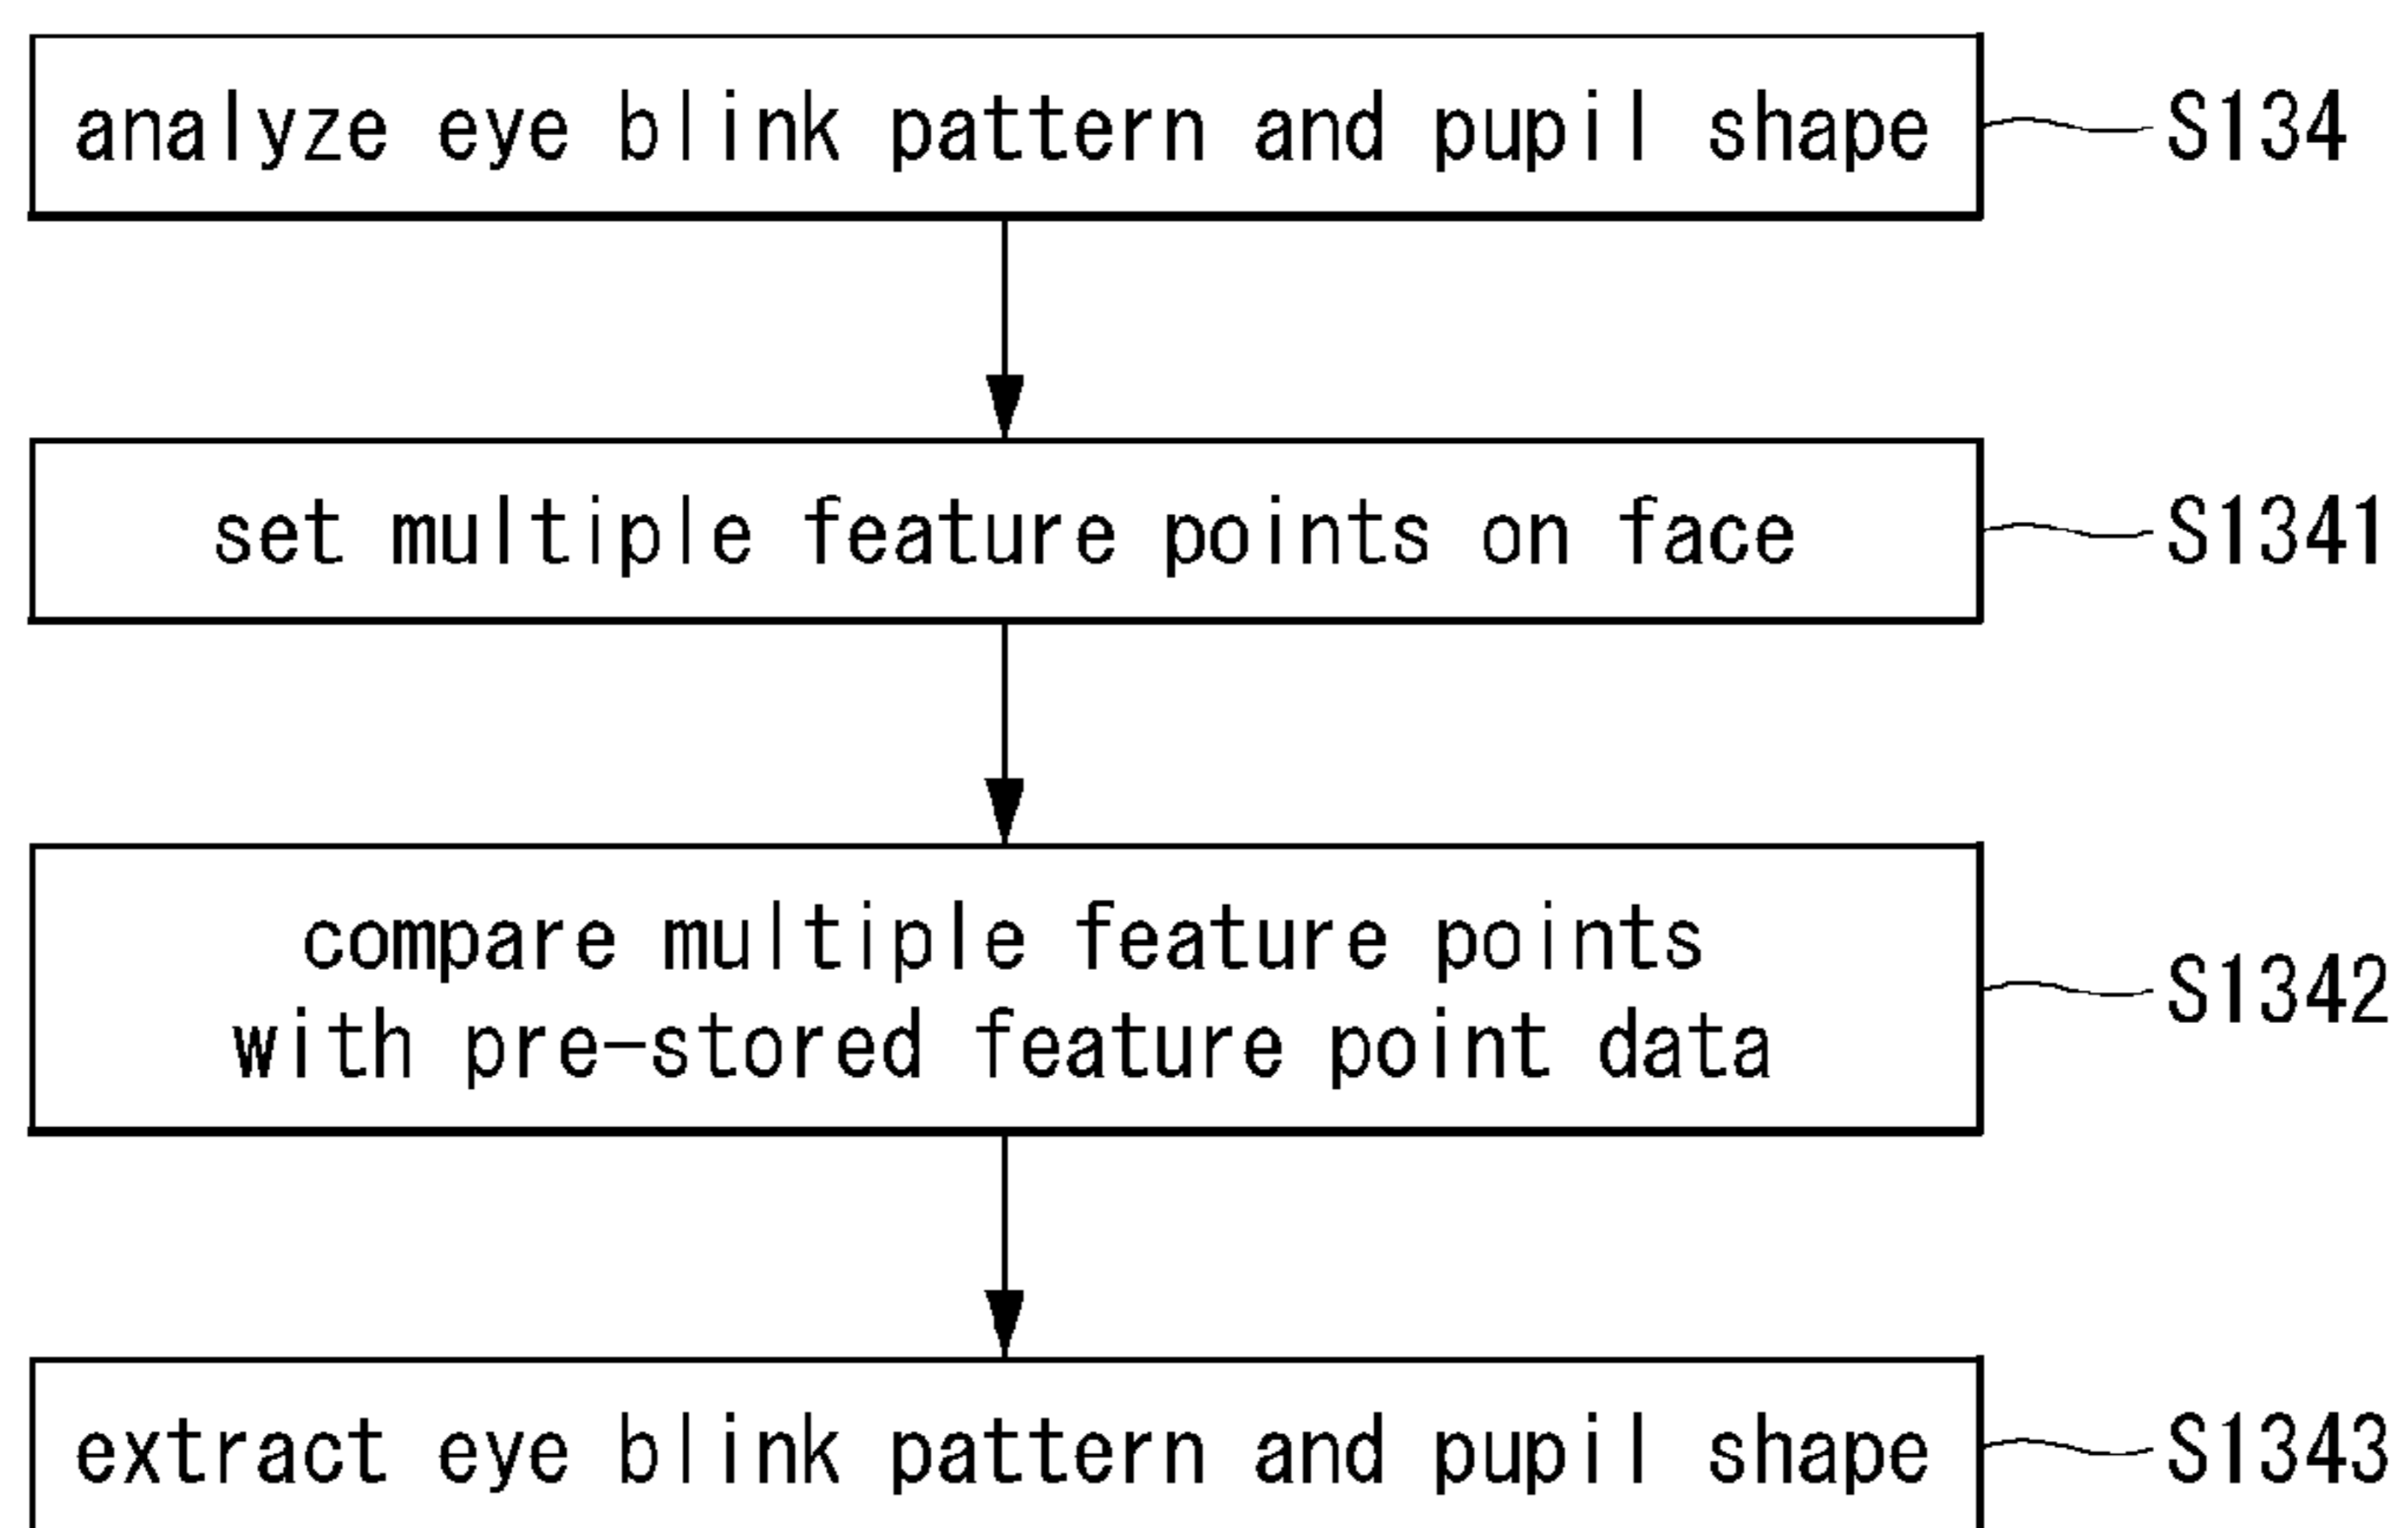 analyze eye blink pattern and pupil shape S134
set multiple feature points on face S1341
compare multiple feature points
with pre-stored feature point data
S1342
extract eye blink pattern and pupil shape S1343